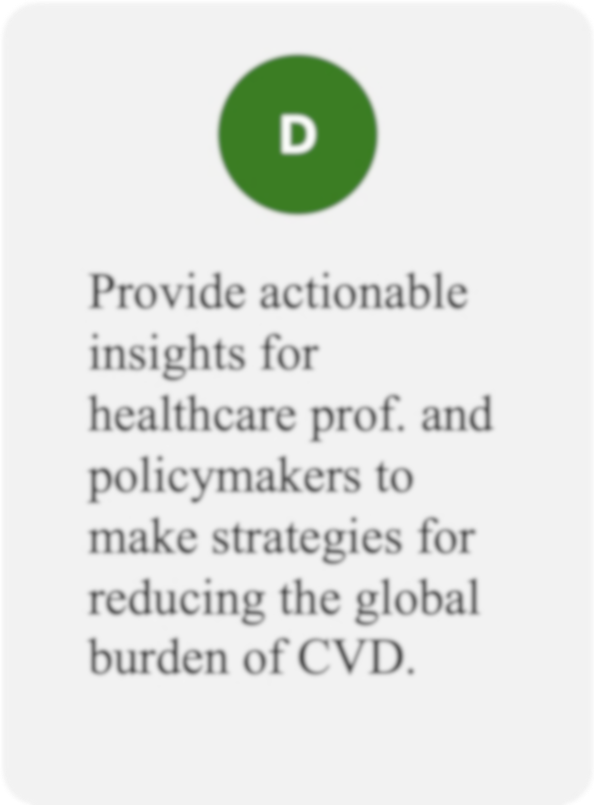 D
Provide actionable
insights for
healthcare prof. and
policymakers to
make strategies for
reducing the global
burden of CVD.